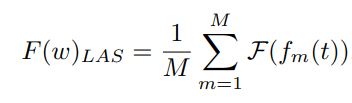 F(w)_{LAS} = \frac{1}{M} \sum_{m=1}^{M} \mathcal{F}(f_m(t))